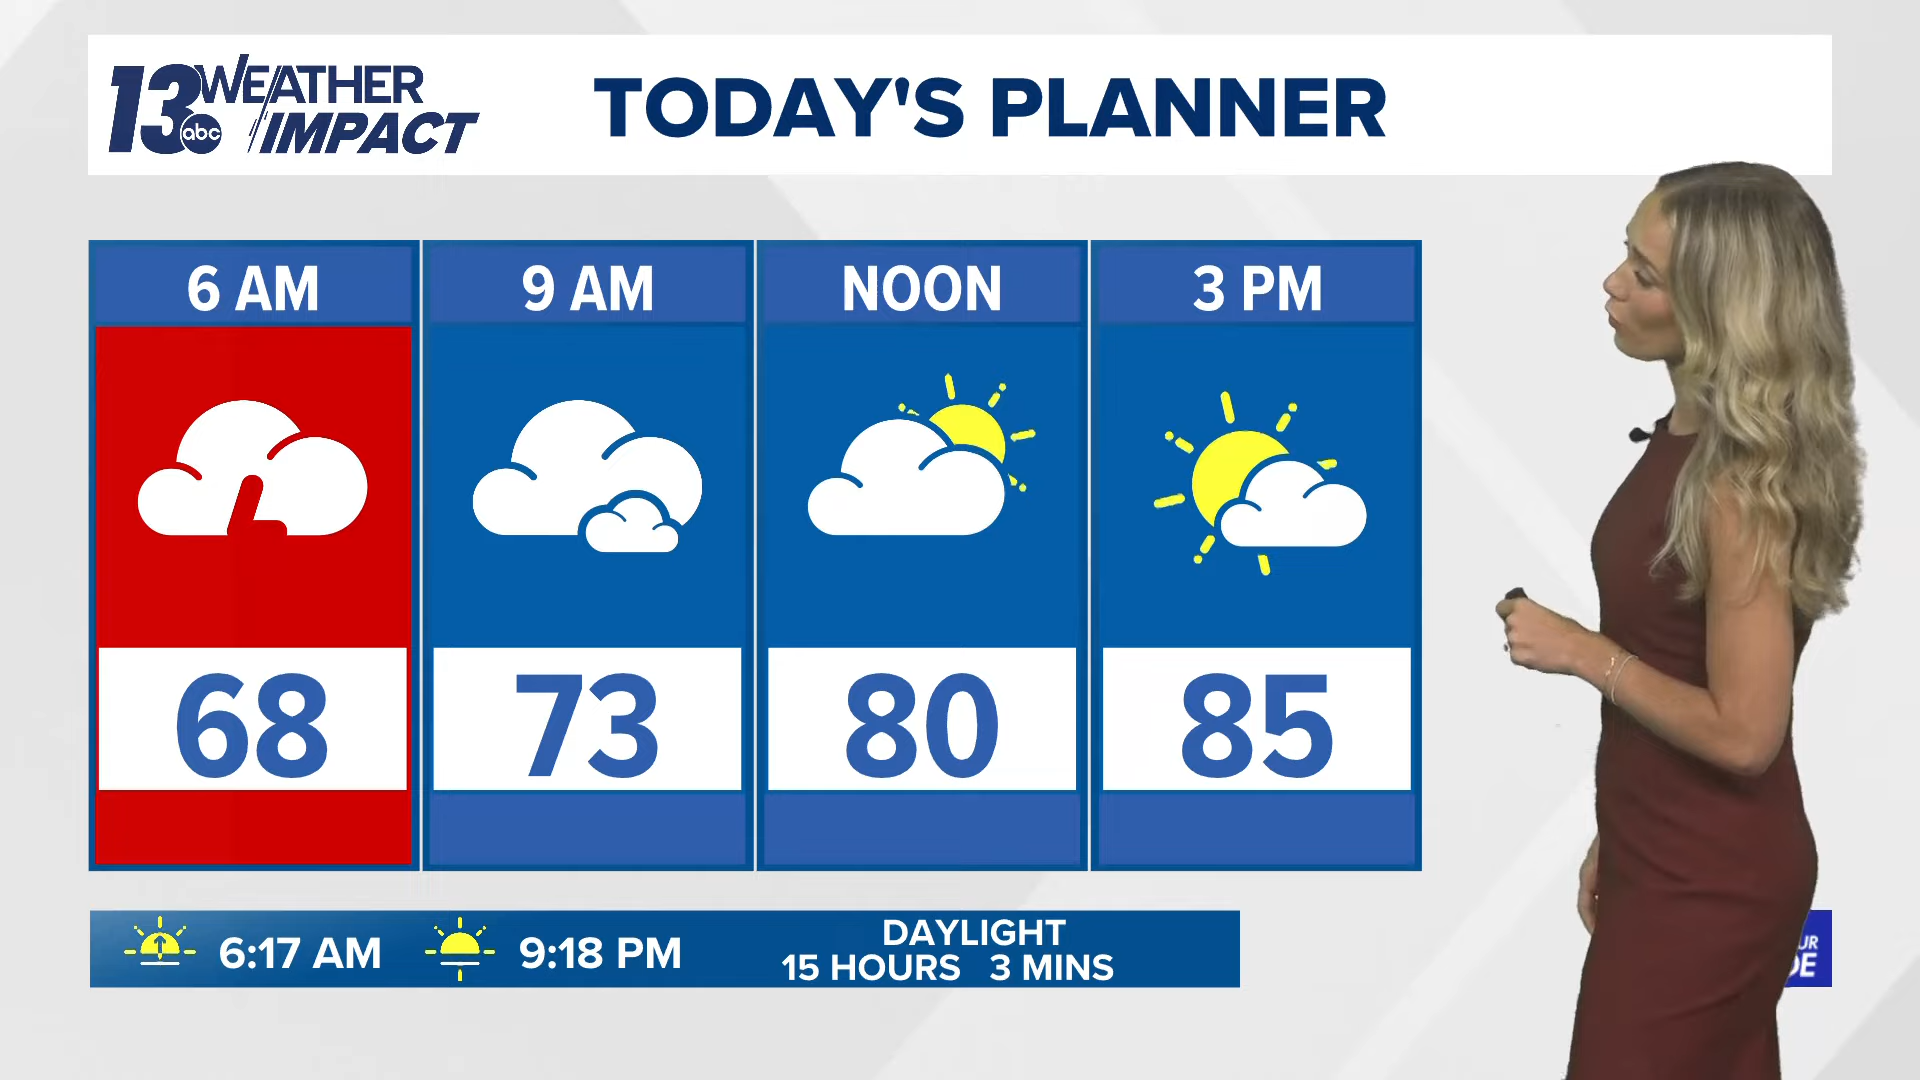 13 WEATHER
abc IMPACT
TODAY'S PLANNER
6 AM
9 AM
NOON
3 PM
68
73
80
85
6:17 AM
9:18 PM
DAYLIGHT
15 HOURS 3 MINS